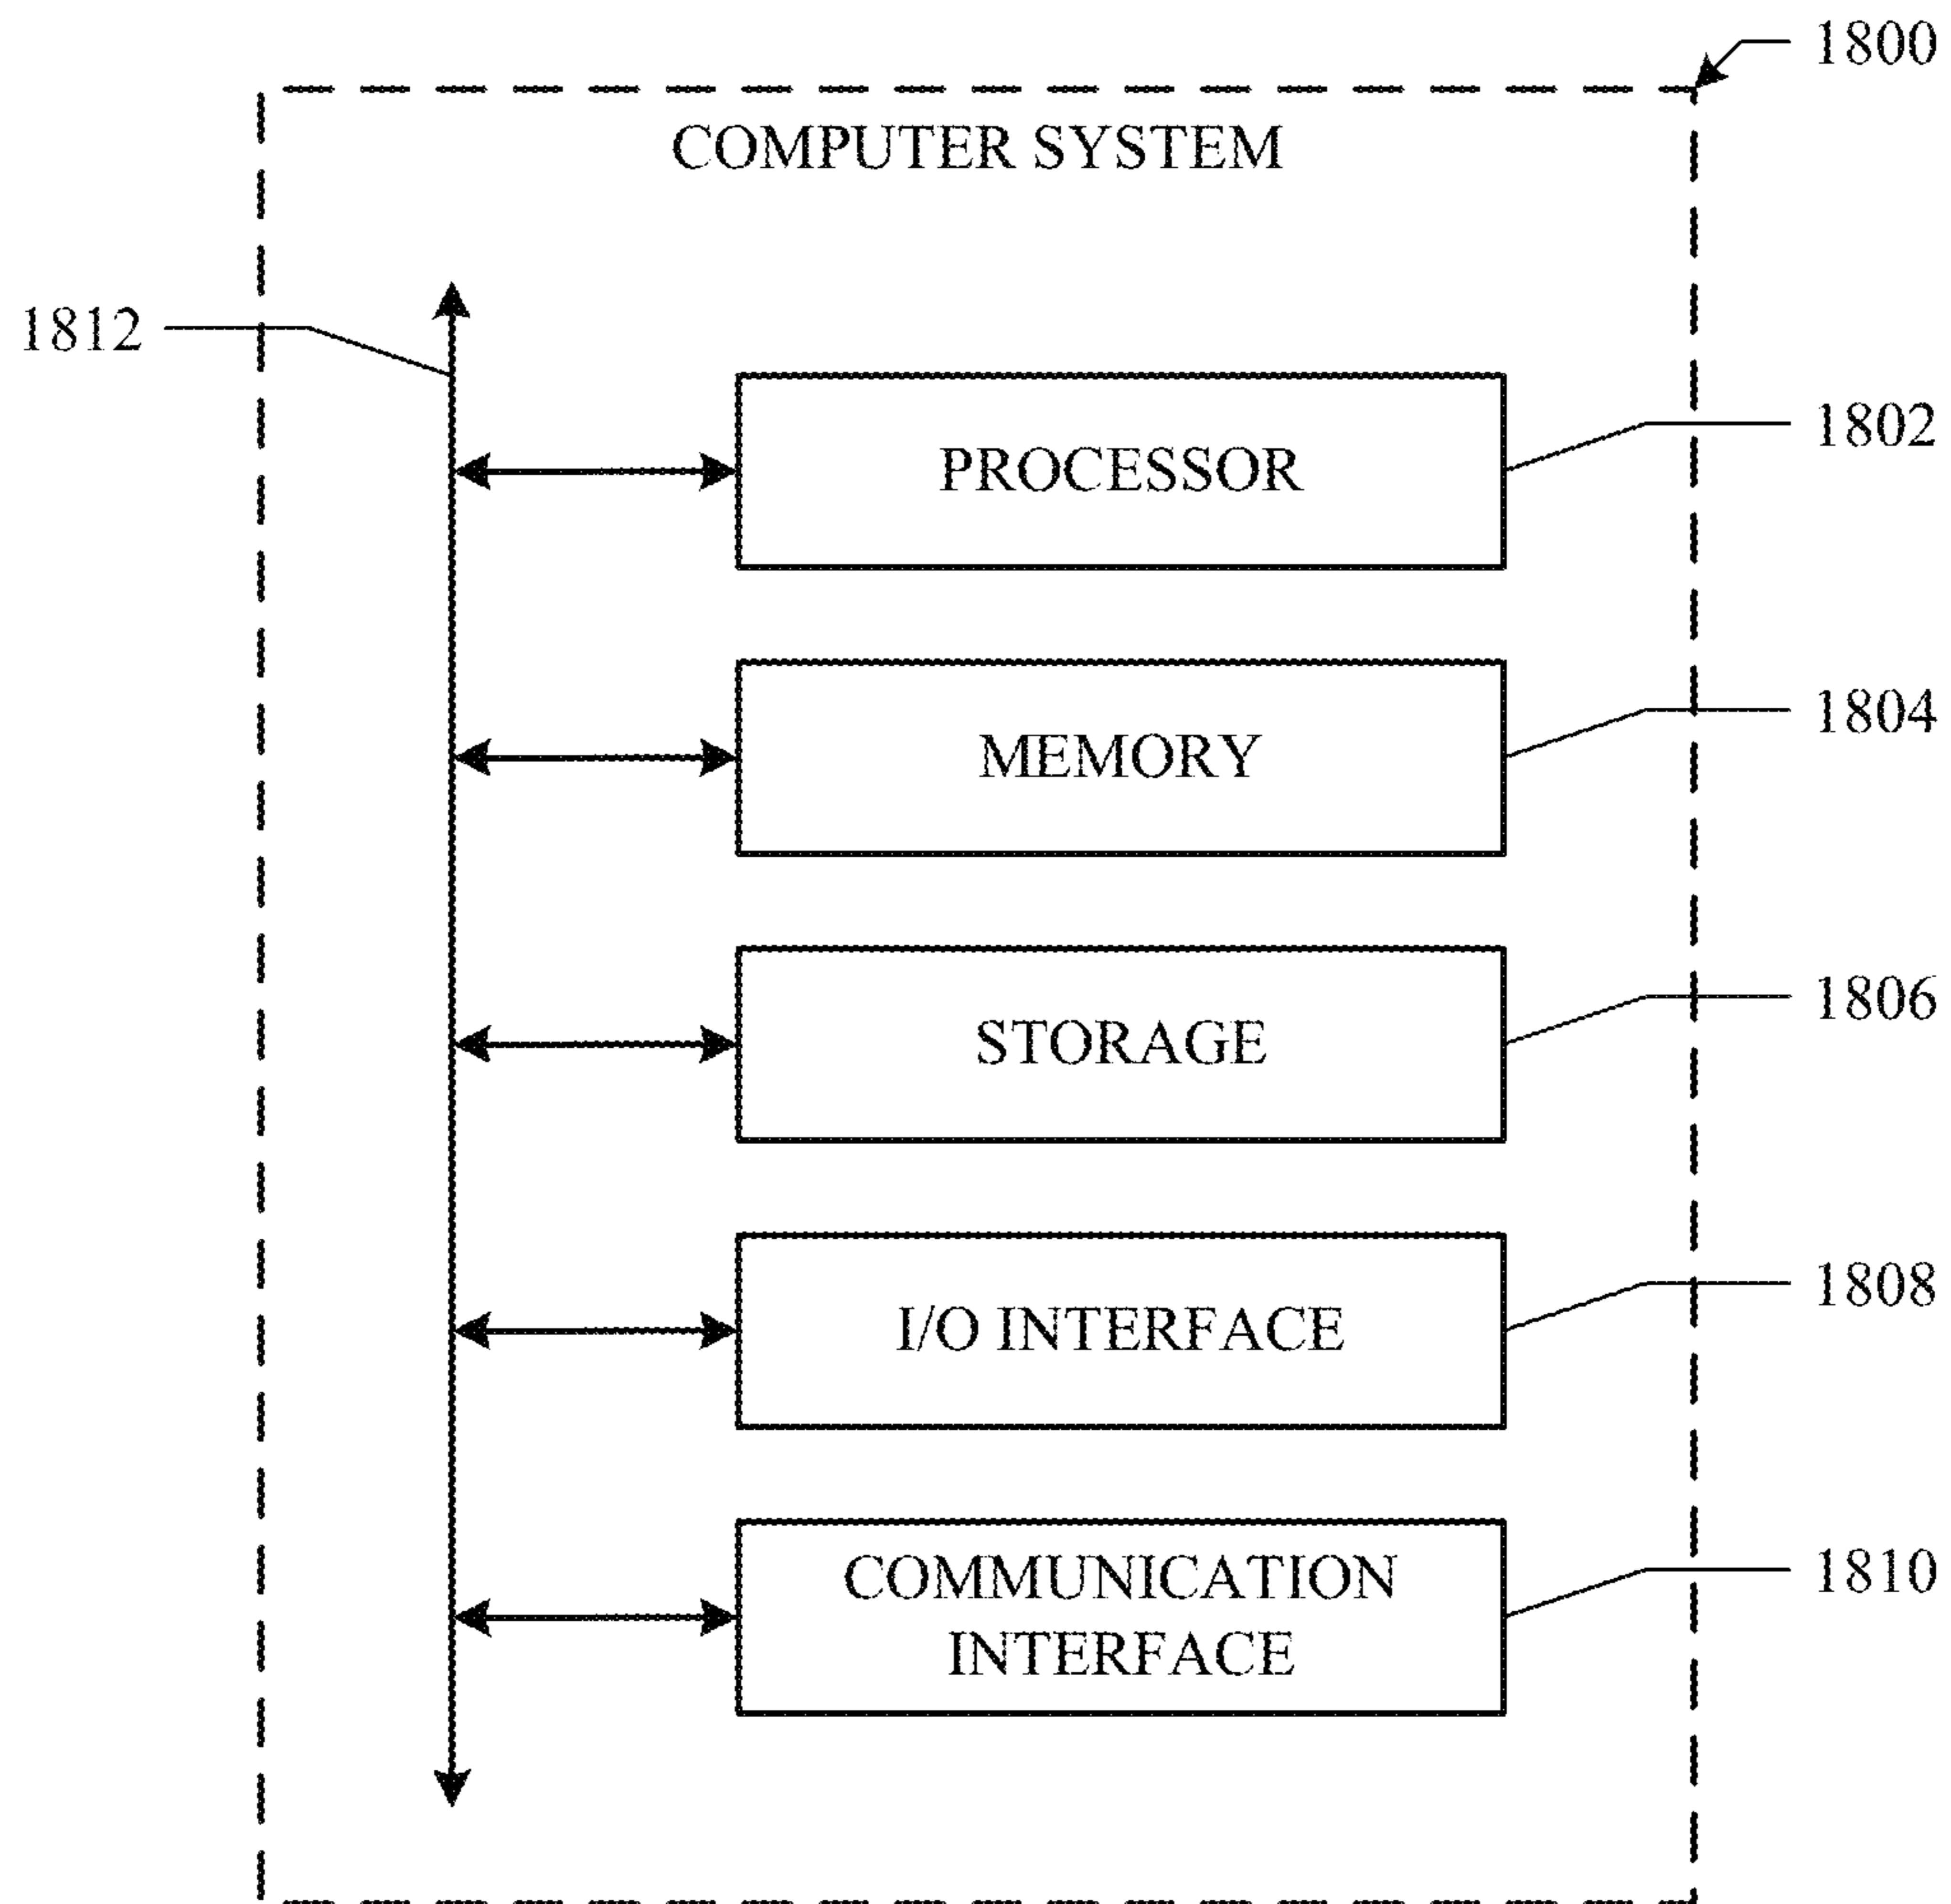 1800
COMPUTER SYSTEM
1812
1802
PROCESSOR
1804
MEMORY
1806
STORAGE
1808
I/O INTERFACE
1810
COMMUNICATION
INTERFACE